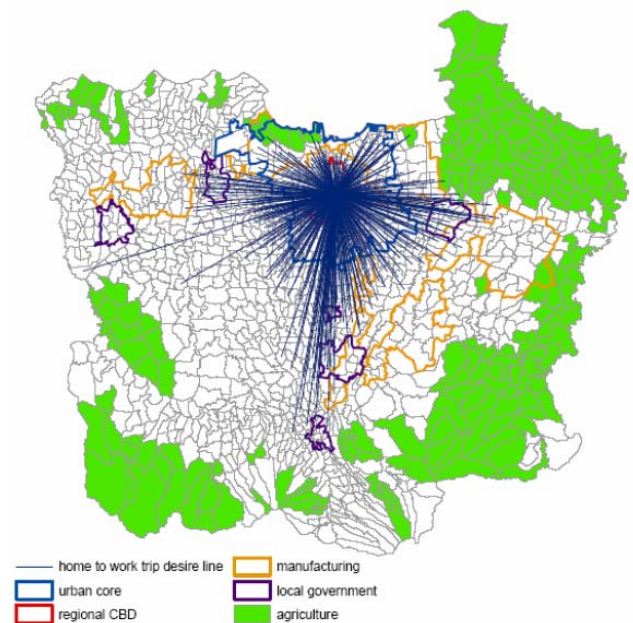 home to work trip desire line
manufacturing
urban core
local government
regional CBD
agriculture